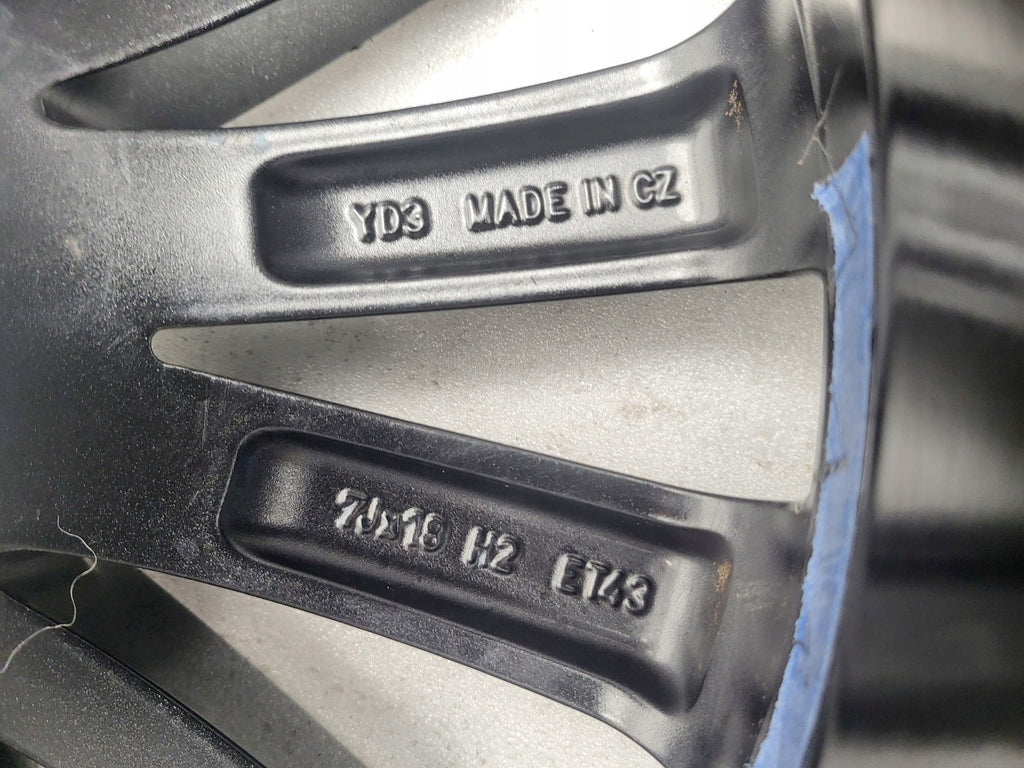 YD3 MADE IN CZ
7Jx18 H2 ET43